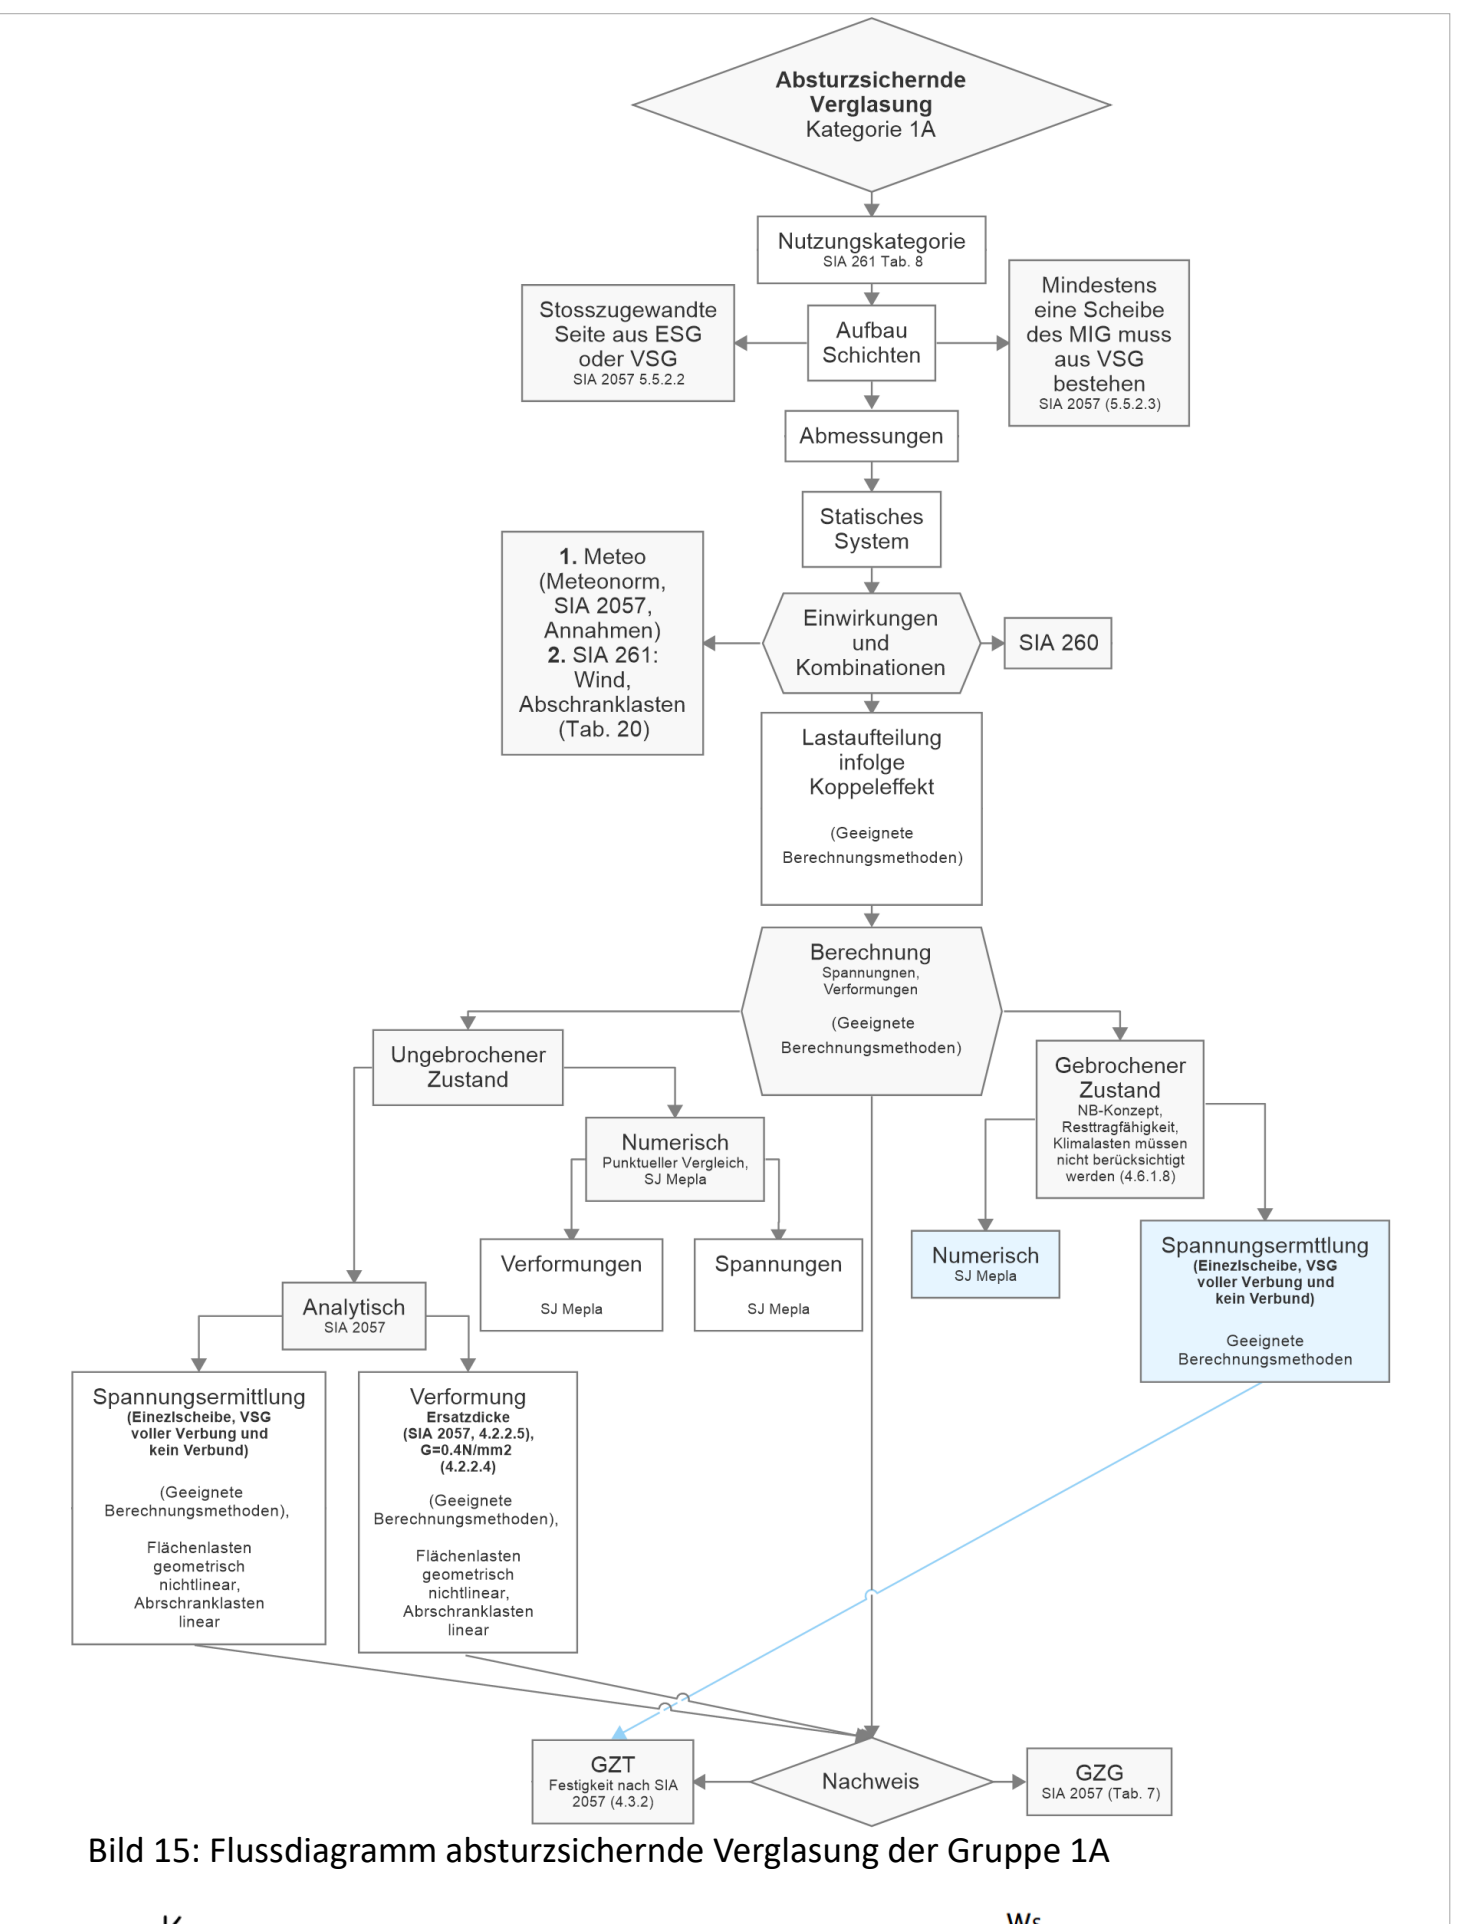 Absturzsichernde
Verglasung
Kategorie 1A
Nutzungskategorie
SIA 261 Tab. 8
Stosszugewandte
Seite aus ESG
oder VSG
SIA 2057 5.5.2.2
Aufbau
Schichten
Mindestens
eine Scheibe
des MIG muss
aus VSG
bestehen
SIA 2057 (5.5.2.3)
Abmessungen
Statisches
System
1. Meteo
(Meteonorm,
SIA 2057,
Annahmen)
2. SIA 261:
Wind,
Abschranklasten
(Tab. 20)
Einwirkungen
und
Kombinationen
SIA 260
Lastaufteilung
infolge
Koppeleffekt
(Geeignete
Berechnungsmethoden)
Berechnung
Spannungnen,
Verformungen
(Geeignete
Berechnungsmethoden)
Ungebrochener
Zustand
Gebrochener
Zustand
NB-Konzept,
Resttragfähigkeit,
Klimalasten müssen
nicht berücksichtigt
werden (4.6.1.8)
Numerisch
Punktueller Vergleich,
SJ Mepla
Verformungen
SJ Mepla
Spannungen
SJ Mepla
Numerisch
SJ Mepla
Spannungsermttlung
(Einezlscheibe, VSG
voller Verbung und
kein Verbund)
Geeignete
Berechnungsmethoden
Analytisch
SIA 2057
Spannungsermittlung
(Einezlscheibe, VSG
voller Verbung und
kein Verbund)
(Geeignete
Berechnungsmethoden),
Flächenlasten
geometrisch
nichtlinear,
Abrschranklasten
linear
Verformung
Ersatzdicke
(SIA 2057, 4.2.2.5),
G=0.4N/mm2
(4.2.2.4)
(Geeignete
Berechnungsmethoden),
Flächenlasten
geometrisch
nichtlinear,
Abrschranklasten
linear
GZT
Festigkeit nach SIA
2057 (4.3.2)
Nachweis
GZG
SIA 2057 (Tab. 7)
Bild 15: Flussdiagramm absturzsichernde Verglasung der Gruppe 1A